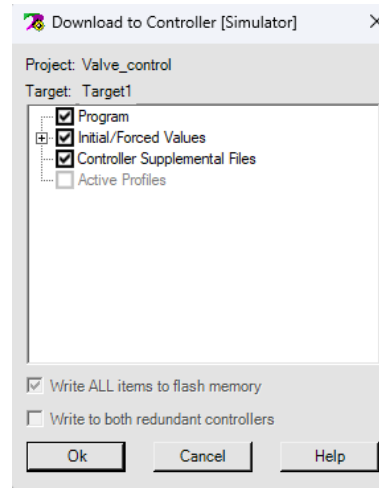 Download to Controller [Simulator]
Project: Valve_control
Target: Target1
Program
Initial/Forced Values
Controller Supplemental Files
Active Profiles
Write ALL items to flash memory
Write to both redundant controllers
Ok Cancel Help